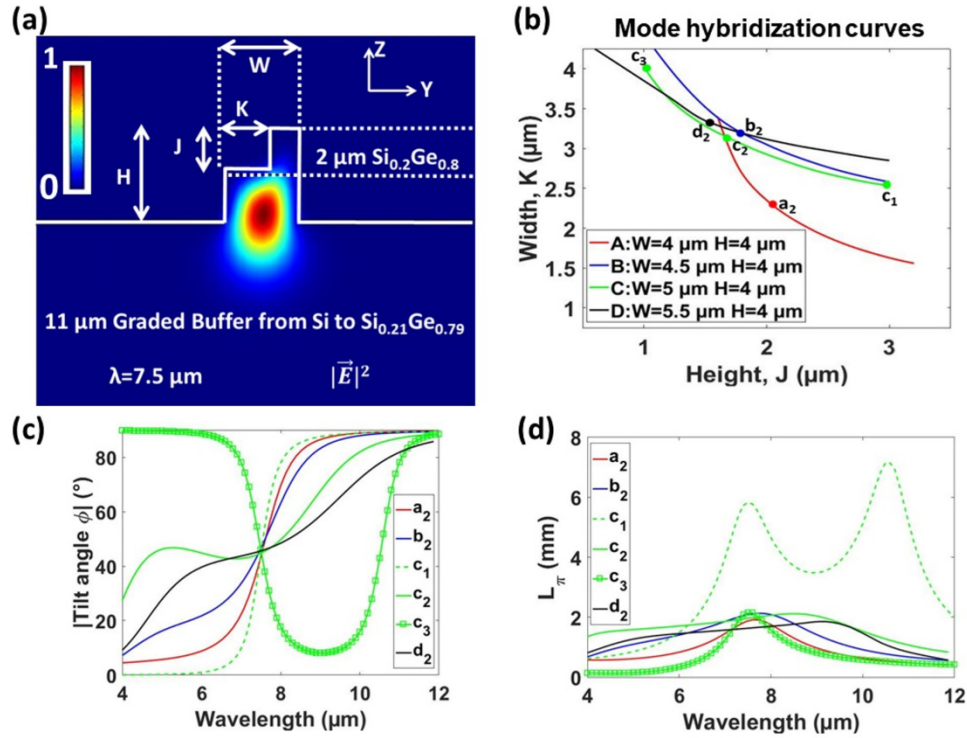 (a)
1
0
W
K
J
H
Z
Y
2 μm Si0.2Ge0.8
11 μm Graded Buffer from Si to Si0.21Ge0.79
λ=7.5 μm
|E⃗|²
(b)
Mode hybridization curves
Width, K (μm)
4
3.5
3
2.5
2
1.5
1
c3
b2
d2
c2
a2
c1
A:W=4 μm H=4 μm
B:W=4.5 μm H=4 μm
C:W=5 μm H=4 μm
D:W=5.5 μm H=4 μm
1 2 3
Height, J (μm)
(c)
|Tilt angle ϕ| (°)
80
60
40
20
0
a2
b2
c1
c2
c3
d2
4 6 8 10 12
Wavelength (μm)
(d)
Lπ (mm)
8
6
4
2
0
a2
b2
c1
c2
c3
d2
4 6 8 10 12
Wavelength (μm)